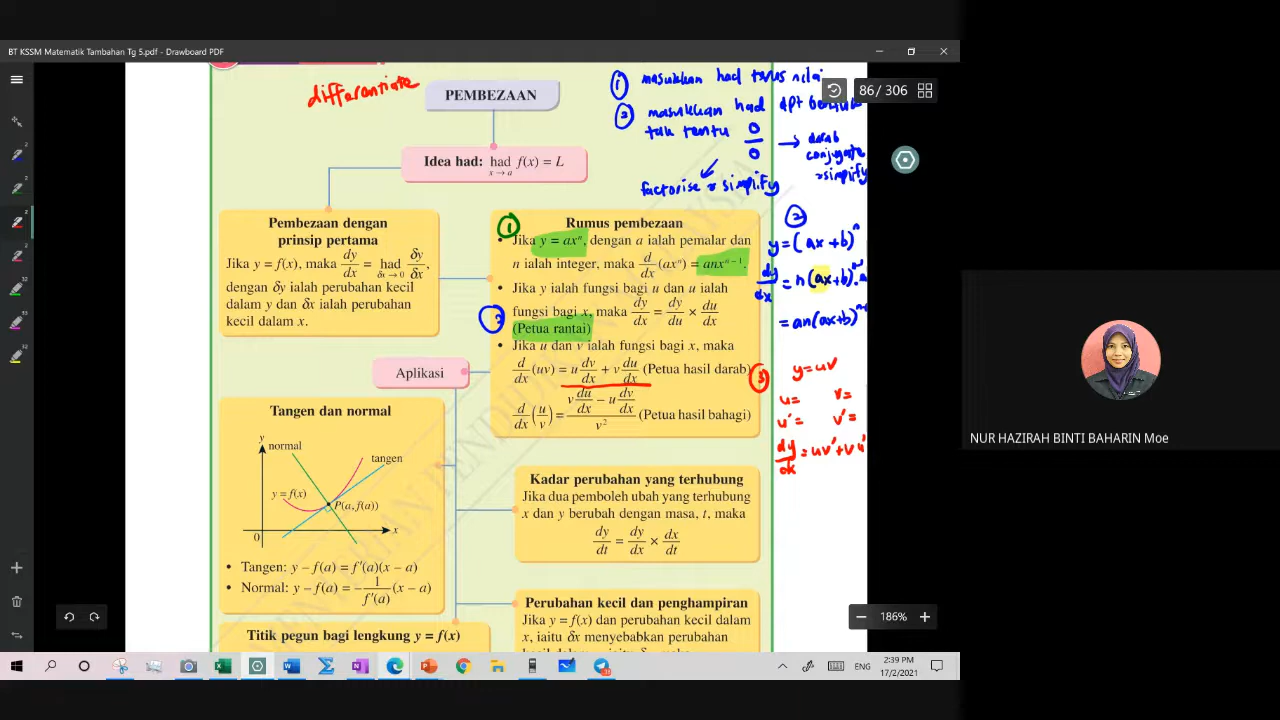 BT KSSM Matematik Tambahan Tg 5.pdf - Drawboard PDF
differentiate
PEMBEZAAN
① masukkan had terus nilai
② masukkan had dpt bentuk
tak tentu 0/0 → darab conjugate simplify
factorise simplify
86 / 306
Idea had: had x → a f(x) = L
Pembezaan dengan
prinsip pertama
Jika y = f(x), maka dy/dx = had δx → 0 δy/δx,
dengan δy ialah perubahan
kecil dalam y dan δx ialah perubahan
kecil dalam x.
①
Rumus pembezaan
• Jika y = axⁿ, dengan a ialah pemalar dan
n ialah integer, maka d/dx (axⁿ) = anxⁿ⁻¹.
• Jika y ialah fungsi bagi u dan u ialah
fungsi bagi x, maka dy/dx = dy/du × du/dx
(Petua rantai)
• Jika u dan v ialah fungsi bagi x, maka
d/dx (uv) = u dv/dx + v du/dx (Petua hasil darab)
d/dx (u/v) = (v du/dx – u dv/dx)/v² (Petua hasil bahagi)
②
y = (ax + b)ⁿ
dy/dx = n(ax+b)
= an(ax+b)
③ y = uv
u= v=
u'= v'=
dy/dx = uv' + vu'
Aplikasi
Tangen dan normal
y
normal
tangen
y = f(x)
P(a, f(a))
0
x
• Tangen: y – f(a) = f′(a)(x – a)
• Normal: y – f(a) = –1/f′(a) (x – a)
Kadar perubahan yang terhubung
Jika dua pemboleh ubah yang terhubung
x dan y berubah dengan masa, t, maka
dy/dt = dy/dx × dx/dt
Titik pegun bagi lengkung y = f(x)
Perubahan kecil dan penghampiran
Jika y = f(x) dan perubahan kecil dalam
x, iaitu δx menyebabkan perubahan
NUR HAZIRAH BINTI BAHARIN Moe
186%
ENG
2:39 PM
17/2/2021